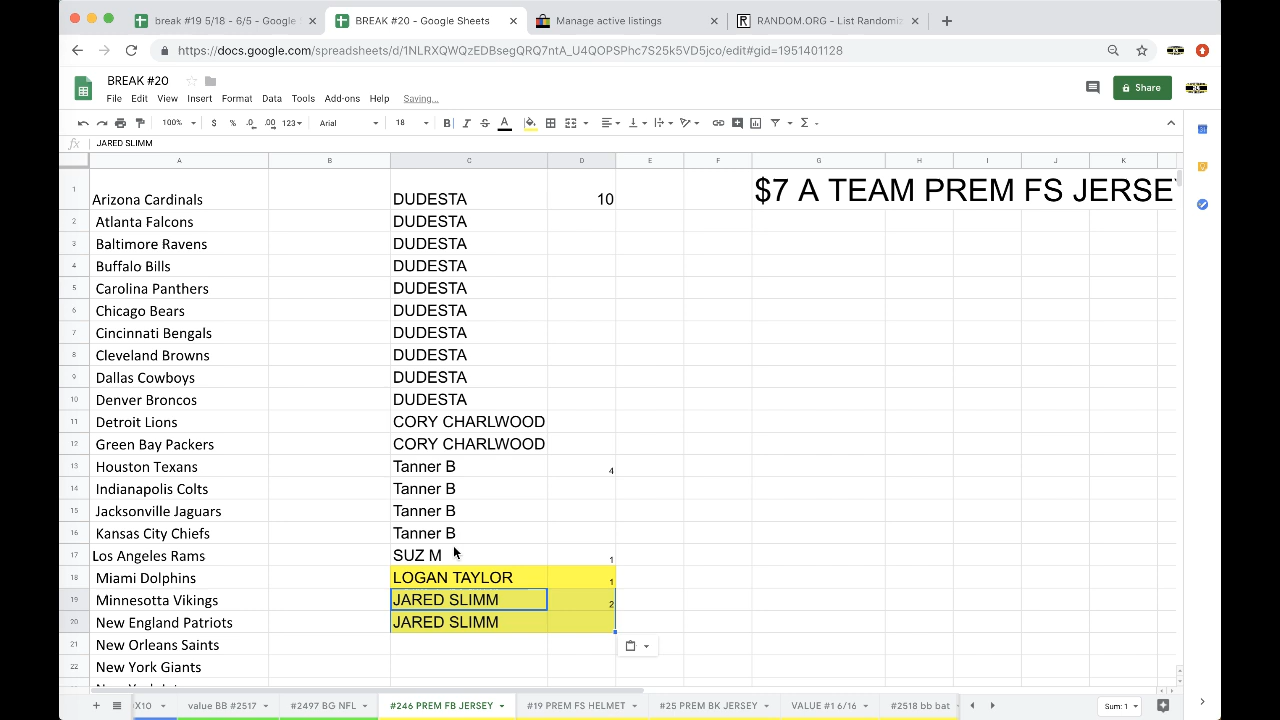 break #19 5/18 - 6/5 - Google
BREAK #20 - Google Sheets
Manage active listings
https://docs.google.com/spreadsheets/d/1NLRXQWQzEDBsegQRQ7ntA_U4QOPSPhc7S25k5VD5jco/edit#gid=1951401128
BREAK #20
File Edit View Insert Format Data Tools Add-ons Help Saving...
Share
100% $ % .0 .00 123 Arial 18 B I S A
fx JARED SLIMM
A B C D E F G H I J K
1 Arizona Cardinals DUDESTA 10 $7 A TEAM PREM FS JERSEY
2 Atlanta Falcons DUDESTA
3 Baltimore Ravens DUDESTA
4 Buffalo Bills DUDESTA
5 Carolina Panthers DUDESTA
6 Chicago Bears DUDESTA
7 Cincinnati Bengals DUDESTA
8 Cleveland Browns DUDESTA
9 Dallas Cowboys DUDESTA
10 Denver Broncos DUDESTA
11 Detroit Lions CORY CHARLWOOD
12 Green Bay Packers CORY CHARLWOOD
13 Houston Texans Tanner B 4
14 Indianapolis Colts Tanner B
15 Jacksonville Jaguars Tanner B
16 Kansas City Chiefs Tanner B
17 Los Angeles Rams SUZ M 1
18 Miami Dolphins LOGAN TAYLOR 1
19 Minnesotta Vikings JARED SLIMM 2
20 New England Patriots JARED SLIMM
21 New Orleans Saints
22 New York Giants
X10 value BB #2517 #2497 BG NFL #246 PREM FB JERSEY #19 PREM FS HELMET #25 PREM BK JERSEY VALUE #1 6/16 #2518 bb bat Sum: 1